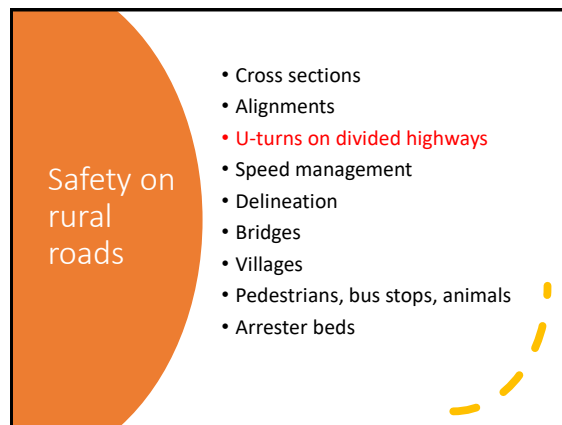 Safety on
rural
roads
• Cross sections
• Alignments
• U-turns on divided highways
• Speed management
• Delineation
• Bridges
• Villages
• Pedestrians, bus stops, animals
• Arrester beds